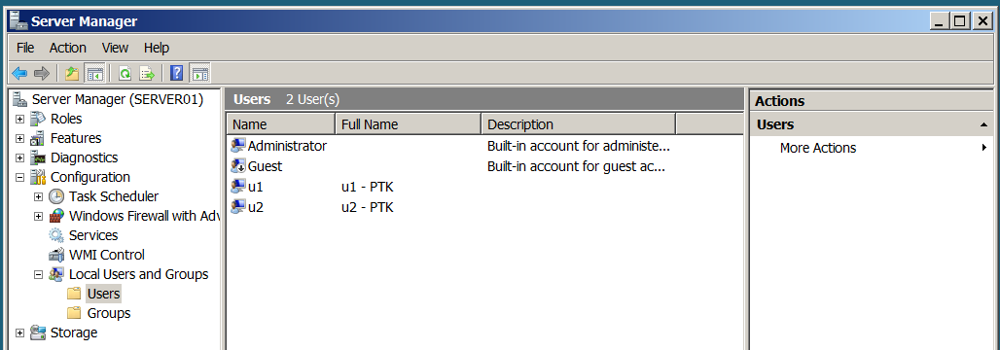 Server Manager
File Action View Help
Server Manager (SERVER01)
Roles
Features
Diagnostics
Configuration
Task Scheduler
Windows Firewall with Adv
Services
WMI Control
Local Users and Groups
Users
Groups
Storage
Users 2 User(s)
Name Full Name Description
Administrator Built-in account for administe...
Guest Built-in account for guest ac...
u1 u1 - PTK
u2 u2 - PTK
Actions
Users
More Actions